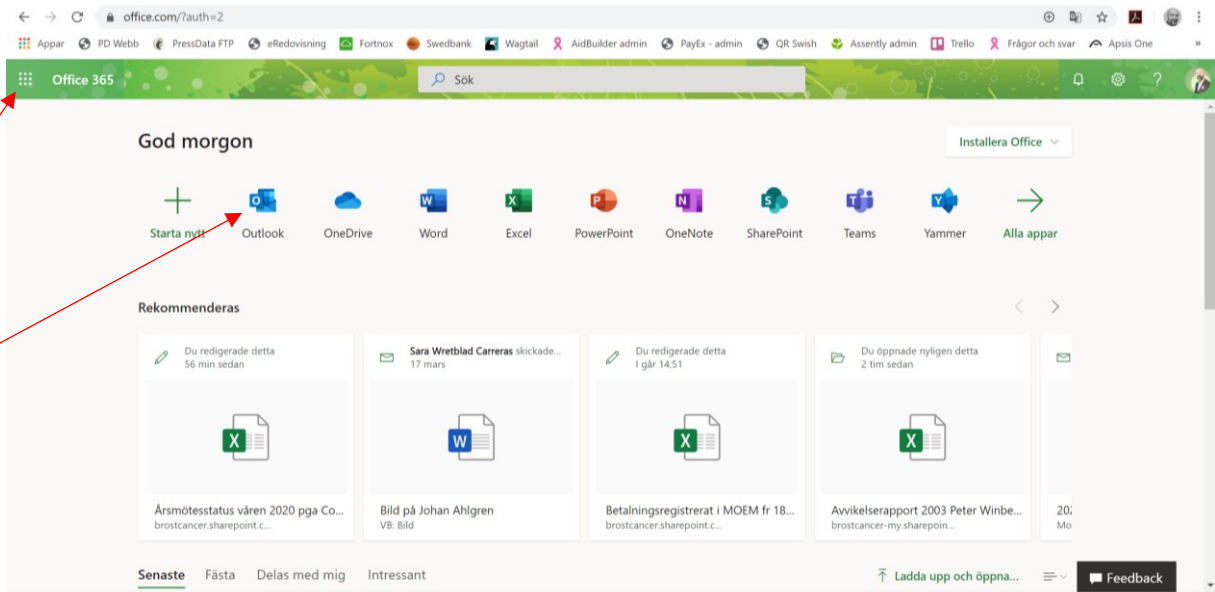 office.com/?auth=2
Appar PD Webb PressData FTP eRedovisning Fortnox Swedbank Wagtail AidBuilder admin PayEx - admin QR Swish Assently admin Trello Frågor och svar Apsis One »
Office 365 Sök ?
God morgon Installera Office
Starta nytt Outlook OneDrive Word Excel PowerPoint OneNote SharePoint Teams Yammer Alla appar
Rekommenderas
Du redigerade detta
56 min sedan
Sara Wretblad Carreras skickade...
17 mars
Du redigerade detta
I går 14:51
Du öppnade nyligen detta
2 tim sedan
Årsmötesstatus våren 2020 pga Co...
brostcancer.sharepoint.c...
Bild på Johan Ahlgren
VB: Bild
Betalningsregistrerat i MOEM fr 18...
brostcancer.sharepoint.c...
Avvikelserapport 2003 Peter Winbe...
brostcancer-my.sharepoin...
Senaste Fästa Delas med mig Intressant Ladda upp och öppna... Feedback